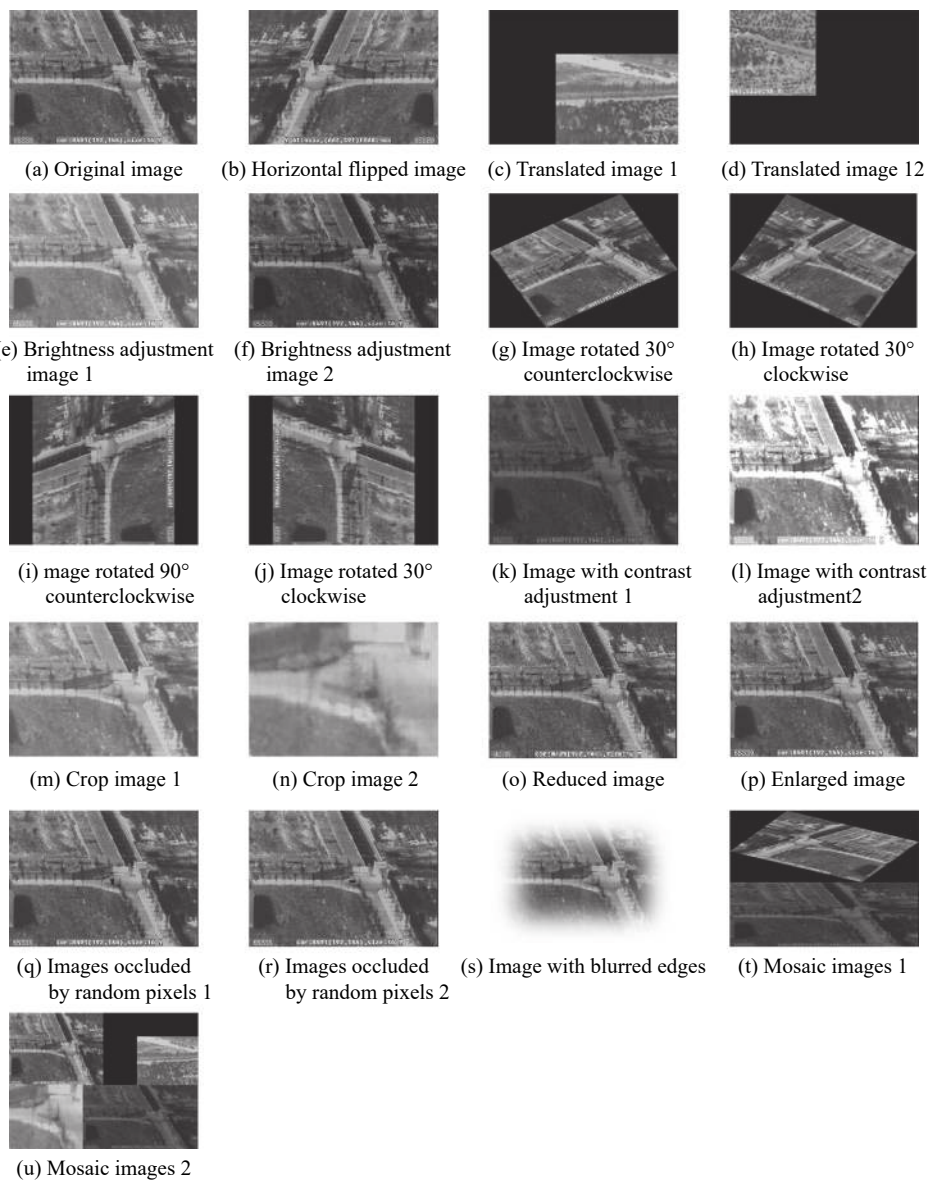 (a) Original image
(b) Horizontal flipped image
(c) Translated image 1
(d) Translated image 12
(e) Brightness adjustment
image 1
(f) Brightness adjustment
image 2
(g) Image rotated 30°
counterclockwise
(h) Image rotated 30°
clockwise
(i) mage rotated 90°
counterclockwise
(j) Image rotated 30°
clockwise
(k) Image with contrast
adjustment 1
(l) Image with contrast
adjustment2
(m) Crop image 1
(n) Crop image 2
(o) Reduced image
(p) Enlarged image
(q) Images occluded
by random pixels 1
(r) Images occluded
by random pixels 2
(s) Image with blurred edges
(t) Mosaic images 1
(u) Mosaic images 2